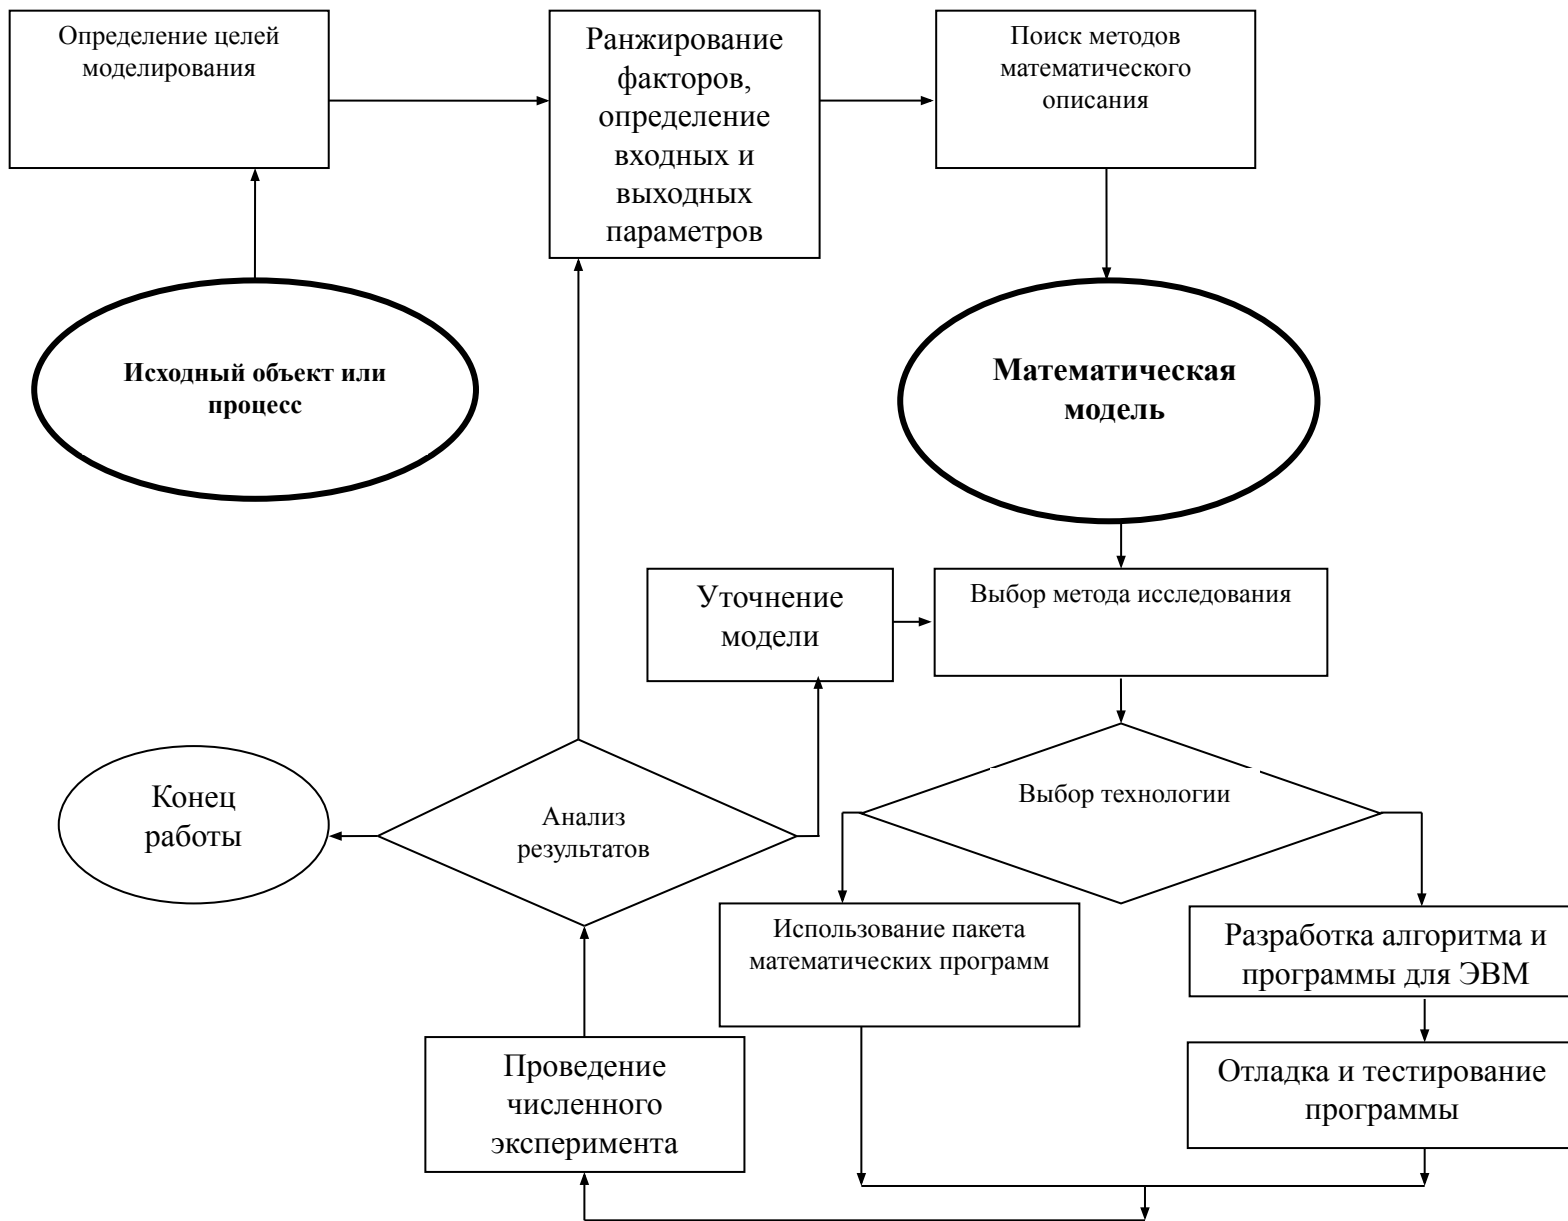 Определение целей
моделирования
Ранжирование
факторов,
определение
входных и
выходных
параметров
Поиск методов
математического
описания
Исходный объект или
процесс
Математическая
модель
Уточнение
модели
Выбор метода исследования
Конец
работы
Анализ
результатов
Выбор технологии
Использование пакета
математических программ
Разработка алгоритма и
программы для ЭВМ
Проведение
численного
эксперимента
Отладка и тестирование
программы